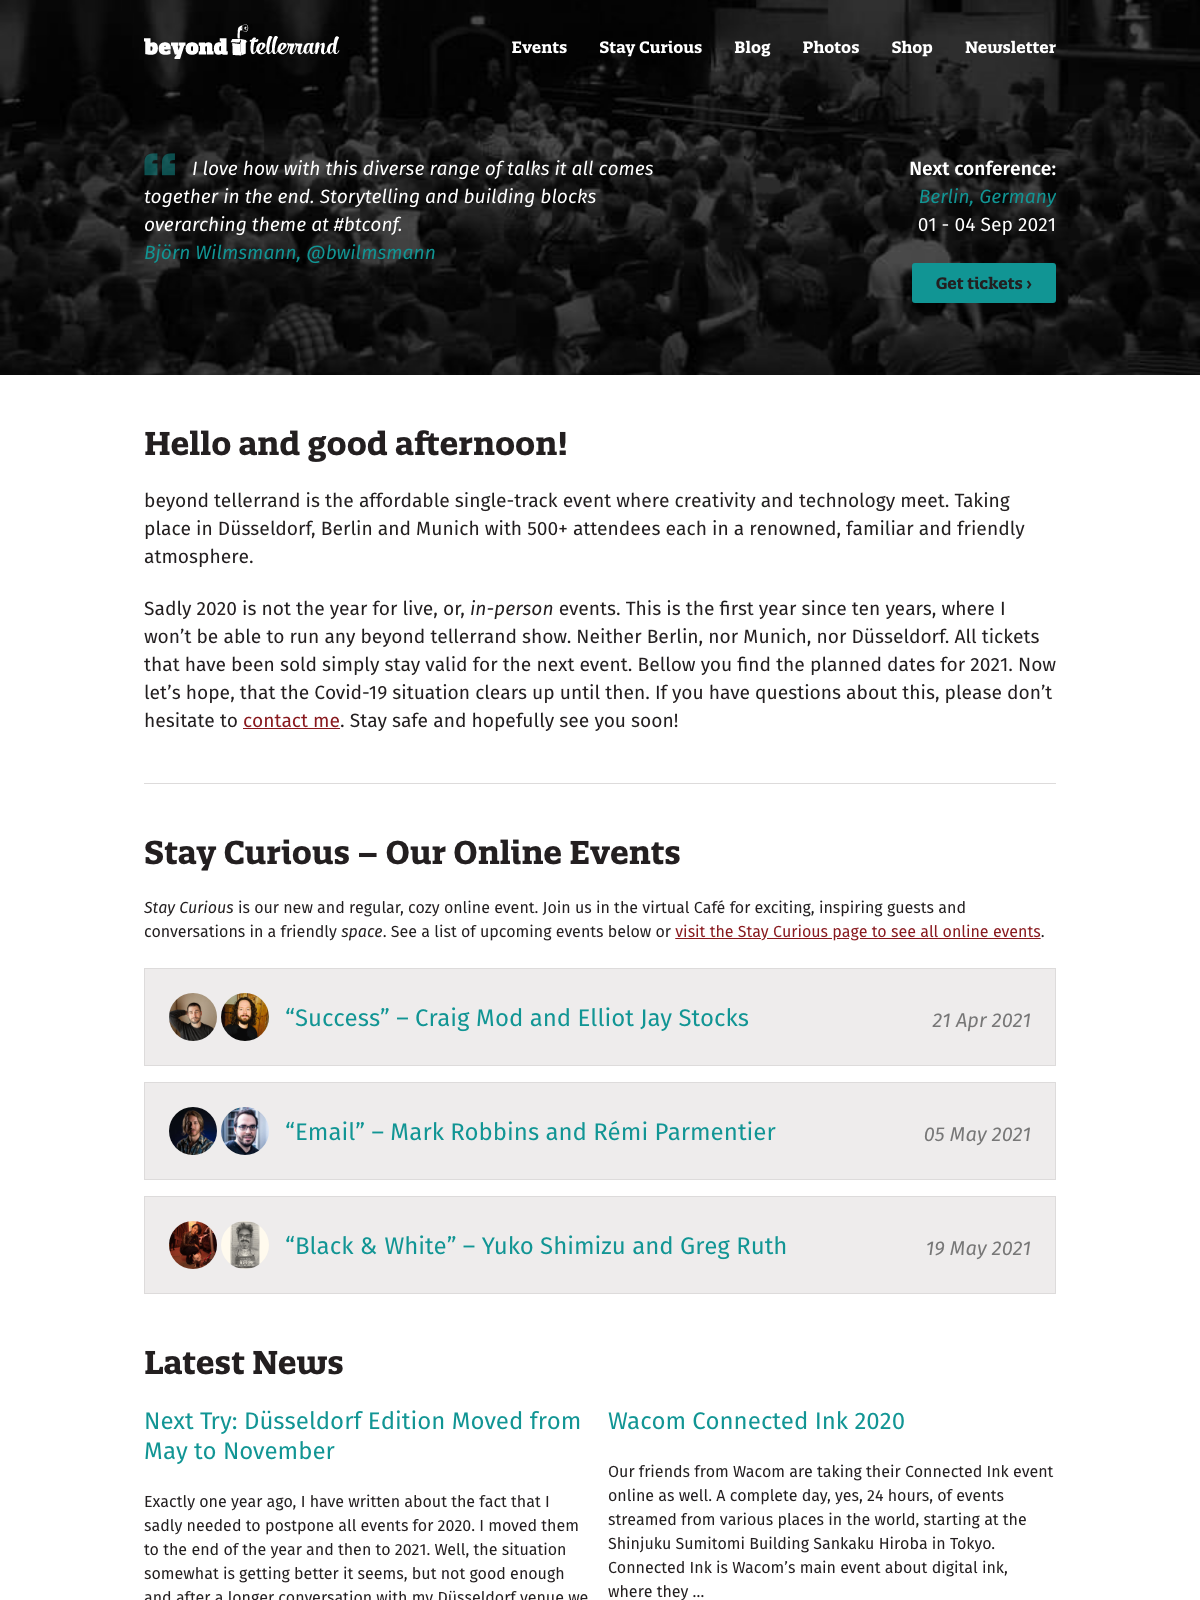 beyond tellerrand
Events Stay Curious Blog Photos Shop Newsletter
I love how with this diverse range of talks it all comes
together in the end. Storytelling and building blocks
overarching theme at #btconf.
Björn Wilmsmann, @bwilmsmann
Next conference:
Berlin, Germany
01 - 04 Sep 2021
Get tickets ›
Hello and good afternoon!
beyond tellerrand is the affordable single-track event where creativity and technology meet. Taking
place in Düsseldorf, Berlin and Munich with 500+ attendees each in a renowned, familiar and friendly
atmosphere.
Sadly 2020 is not the year for live, or, in-person events. This is the first year since ten years, where I
won’t be able to run any beyond tellerrand show. Neither Berlin, nor Munich, nor Düsseldorf. All tickets
that have been sold simply stay valid for the next event. Bellow you find the planned dates for 2021. Now
let’s hope, that the Covid-19 situation clears up until then. If you have questions about this, please don’t
hesitate to contact me. Stay safe and hopefully see you soon!
Stay Curious – Our Online Events
Stay Curious is our new and regular, cozy online event. Join us in the virtual Café for exciting, inspiring guests and
conversations in a friendly space. See a list of upcoming events below or visit the Stay Curious page to see all online events.
“Success” – Craig Mod and Elliot Jay Stocks 21 Apr 2021
“Email” – Mark Robbins and Rémi Parmentier 05 May 2021
“Black & White” – Yuko Shimizu and Greg Ruth 19 May 2021
Latest News
Next Try: Düsseldorf Edition Moved from
May to November
Exactly one year ago, I have written about the fact that I
sadly needed to postpone all events for 2020. I moved them
to the end of the year and then to 2021. Well, the situation
somewhat is getting better it seems, but not good enough
and after a longer conversation with my Düsseldorf venue we
Wacom Connected Ink 2020
Our friends from Wacom are taking their Connected Ink event
online as well. A complete day, yes, 24 hours, of events
streamed from various places in the world, starting at the
Shinjuku Sumitomi Building Sankaku Hiroba in Tokyo.
Connected Ink is Wacom’s main event about digital ink,
where they ...